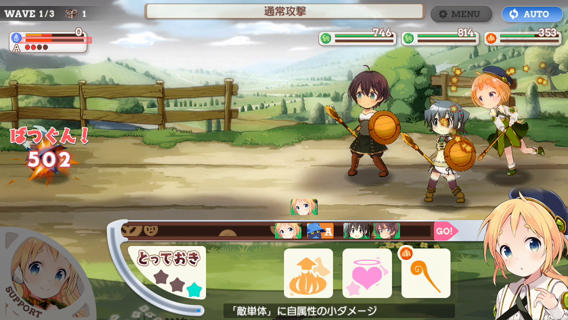 WAVE 1/3 1
通常攻撃
MENU
AUTO
0
746
814
353
A
ばつぐん!
502
A
GO!
とっておき
SUPPORT
「敵単体」に自属性の小ダメージ